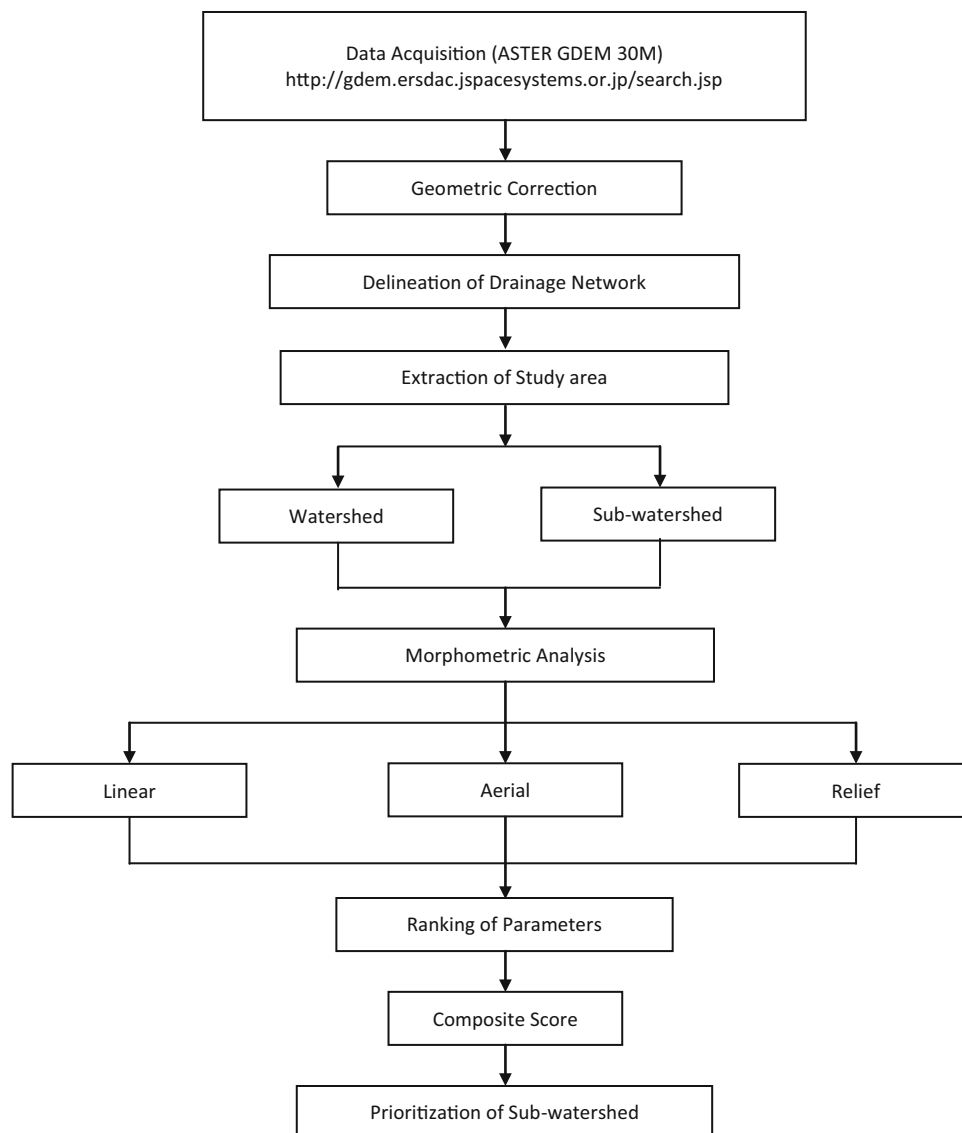 Data Acquisition (ASTER GDEM 30M)
http://gdem.ersdac.jspacesystems.or.jp/search.jsp
Geometric Correction
Delineation of Drainage Network
Extraction of Study area
Watershed
Sub-watershed
Morphometric Analysis
Linear
Aerial
Relief
Ranking of Parameters
Composite Score
Prioritization of Sub-watershed